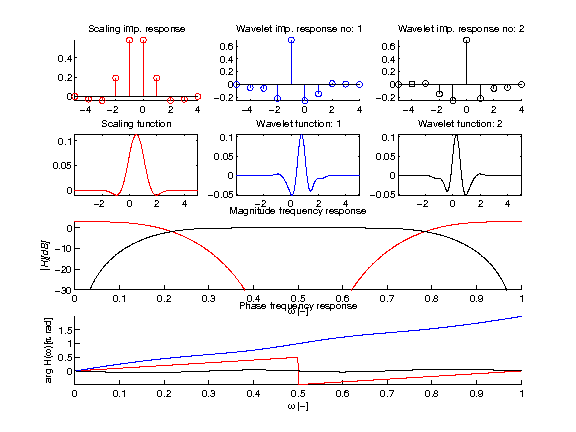 Scaling imp. response Wavelet imp. response no: 1 Wavelet imp. response no: 2
0.4 0.6 0.6
0.2 0.4 0.4
0 0.2 0.2
0 0
-0.2 -0.2
-4 -2 0 2 4 -4 -2 0 2 4 -4 -2 0 2 4
Scaling function Wavelet function: 1 Wavelet function: 2
0.1 0.1 0.1
0.05 0.05 0.05
0 0 0
-0.05 -0.05
-2 0 2 4 -2 0 2 4 -2 0 2 4
Magnitude frequency response
|H|[dB]
0
-10
-20
-30
0 0.1 0.2 0.3 0.4 0.5 0.6 0.7 0.8 0.9 1
ω [-]
Phase frequency response
arg H(ω)[π rad]
1.5
1
0.5
0
-0.5
0 0.1 0.2 0.3 0.4 0.5 0.6 0.7 0.8 0.9 1
ω [-]